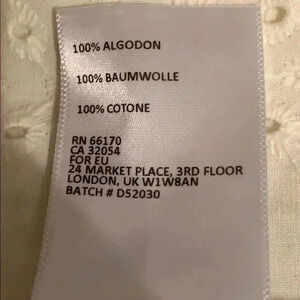 100% ALGODON
100% BAUMWOLLE
100% COTONE
RN 66170
CA 32054
FOR EU
24 MARKET PLACE, 3RD FLOOR
LONDON, UK W1W8AN
BATCH # D52030